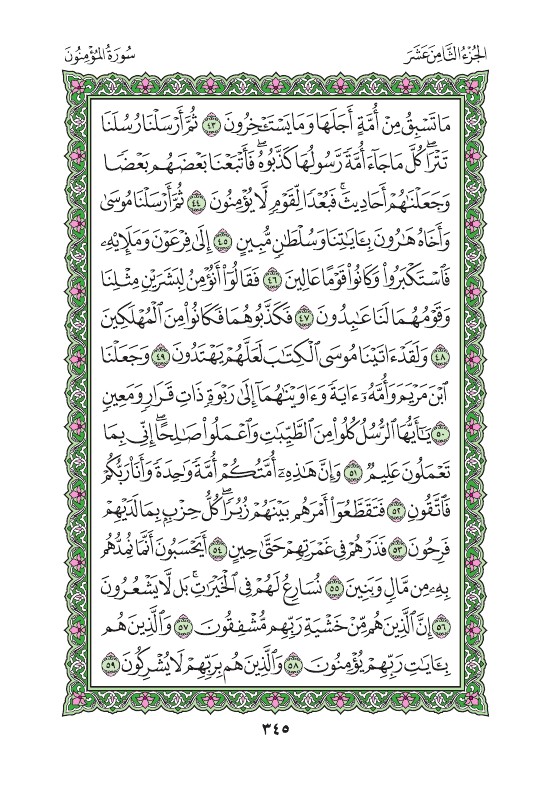 سُورَةُ المُؤْمِنُونَ
الجُزْءُ الثَّامِنَ عَشَرَ
مَا تَسْبِقُ مِنْ أُمَّةٍ أَجَلَهَا وَمَا يَسْتَـْٔخِرُونَ ٤٣ ثُمَّ أَرْسَلْنَا رُسُلَنَا
تَتْرَا ۖ كُلَّ مَا جَآءَ أُمَّةً رَّسُولُهَا كَذَّبُوهُ ۚ فَأَتْبَعْنَا بَعْضَهُم بَعْضًا
وَجَعَلْنَٰهُمْ أَحَادِيثَ ۚ فَبُعْدًا لِّقَوْمٍ لَّا يُؤْمِنُونَ ٤٤ ثُمَّ أَرْسَلْنَا مُوسَىٰ
وَأَخَاهُ هَٰرُونَ بِـَٔايَٰتِنَا وَسُلْطَٰنٍ مُّبِينٍ ٤٥ إِلَىٰ فِرْعَوْنَ وَمَلَإِي۟هِ
فَٱسْتَكْبَرُوا۟ وَكَانُوا۟ قَوْمًا عَالِينَ ٤٦ فَقَالُوٓا۟ أَنُؤْمِنُ لِبَشَرَيْنِ مِثْلِنَا
وَقَوْمُهُمَا لَنَا عَٰبِدُونَ ٤٧ فَكَذَّبُوهُمَا فَكَانُوا۟ مِنَ ٱلْمُهْلَكِينَ
٤٨ وَلَقَدْ ءَاتَيْنَا مُوسَى ٱلْكِتَٰبَ لَعَلَّهُمْ يَهْتَدُونَ ٤٩ وَجَعَلْنَا
ٱبْنَ مَرْيَمَ وَأُمَّهُۥٓ ءَايَةً وَءَاوَيْنَٰهُمَآ إِلَىٰ رَبْوَةٍ ذَاتِ قَرَارٍ وَمَعِينٍ
٥٠ يَٰٓأَيُّهَا ٱلرُّسُلُ كُلُوا۟ مِنَ ٱلطَّيِّبَٰتِ وَٱعْمَلُوا۟ صَٰلِحًا ۖ إِنِّى بِمَا
تَعْمَلُونَ عَلِيمٌ ٥١ وَإِنَّ هَٰذِهِۦٓ أُمَّتُكُمْ أُمَّةً وَٰحِدَةً وَأَنَا۠ رَبُّكُمْ
فَٱتَّقُونِ ٥٢ فَتَقَطَّعُوٓا۟ أَمْرَهُم بَيْنَهُمْ زُبُرًا ۖ كُلُّ حِزْبٍۭ بِمَا لَدَيْهِمْ
فَرِحُونَ ٥٣ فَذَرْهُمْ فِى غَمْرَتِهِمْ حَتَّىٰ حِينٍ ٥٤ أَيَحْسَبُونَ أَنَّمَا نُمِدُّهُم
بِهِۦ مِن مَّالٍ وَبَنِينَ ٥٥ نُسَارِعُ لَهُمْ فِى ٱلْخَيْرَٰتِ ۚ بَل لَّا يَشْعُرُونَ
٥٦ إِنَّ ٱلَّذِينَ هُم مِّنْ خَشْيَةِ رَبِّهِم مُّشْفِقُونَ ٥٧ وَٱلَّذِينَ هُم
بِـَٔايَٰتِ رَبِّهِمْ يُؤْمِنُونَ ٥٨ وَٱلَّذِينَ هُم بِرَبِّهِمْ لَا يُشْرِكُونَ ٥٩
٣٤٥